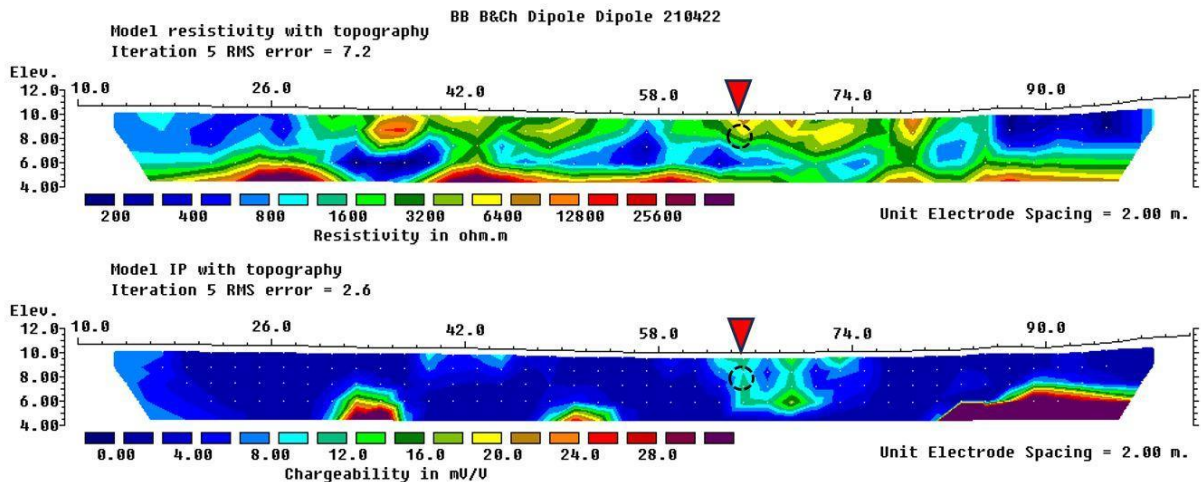 BB B&Ch Dipole Dipole 210422
Model resistivity with topography
Iteration 5 RMS error = 7.2
Elev.
10.0 26.0 42.0 58.0 74.0 90.0
12.0
10.0
8.00
6.00
4.00
200 400 800 1600 3200 6400 12800 25600
Unit Electrode Spacing = 2.00 m.
Resistivity in ohm.m
Model IP with topography
Iteration 5 RMS error = 2.6
Elev.
10.0 26.0 42.0 58.0 74.0 90.0
12.0
10.0
8.00
6.00
4.00
0.00 4.00 8.00 12.0 16.0 20.0 24.0 28.0
Unit Electrode Spacing = 2.00 m.
Chargeability in mV/V